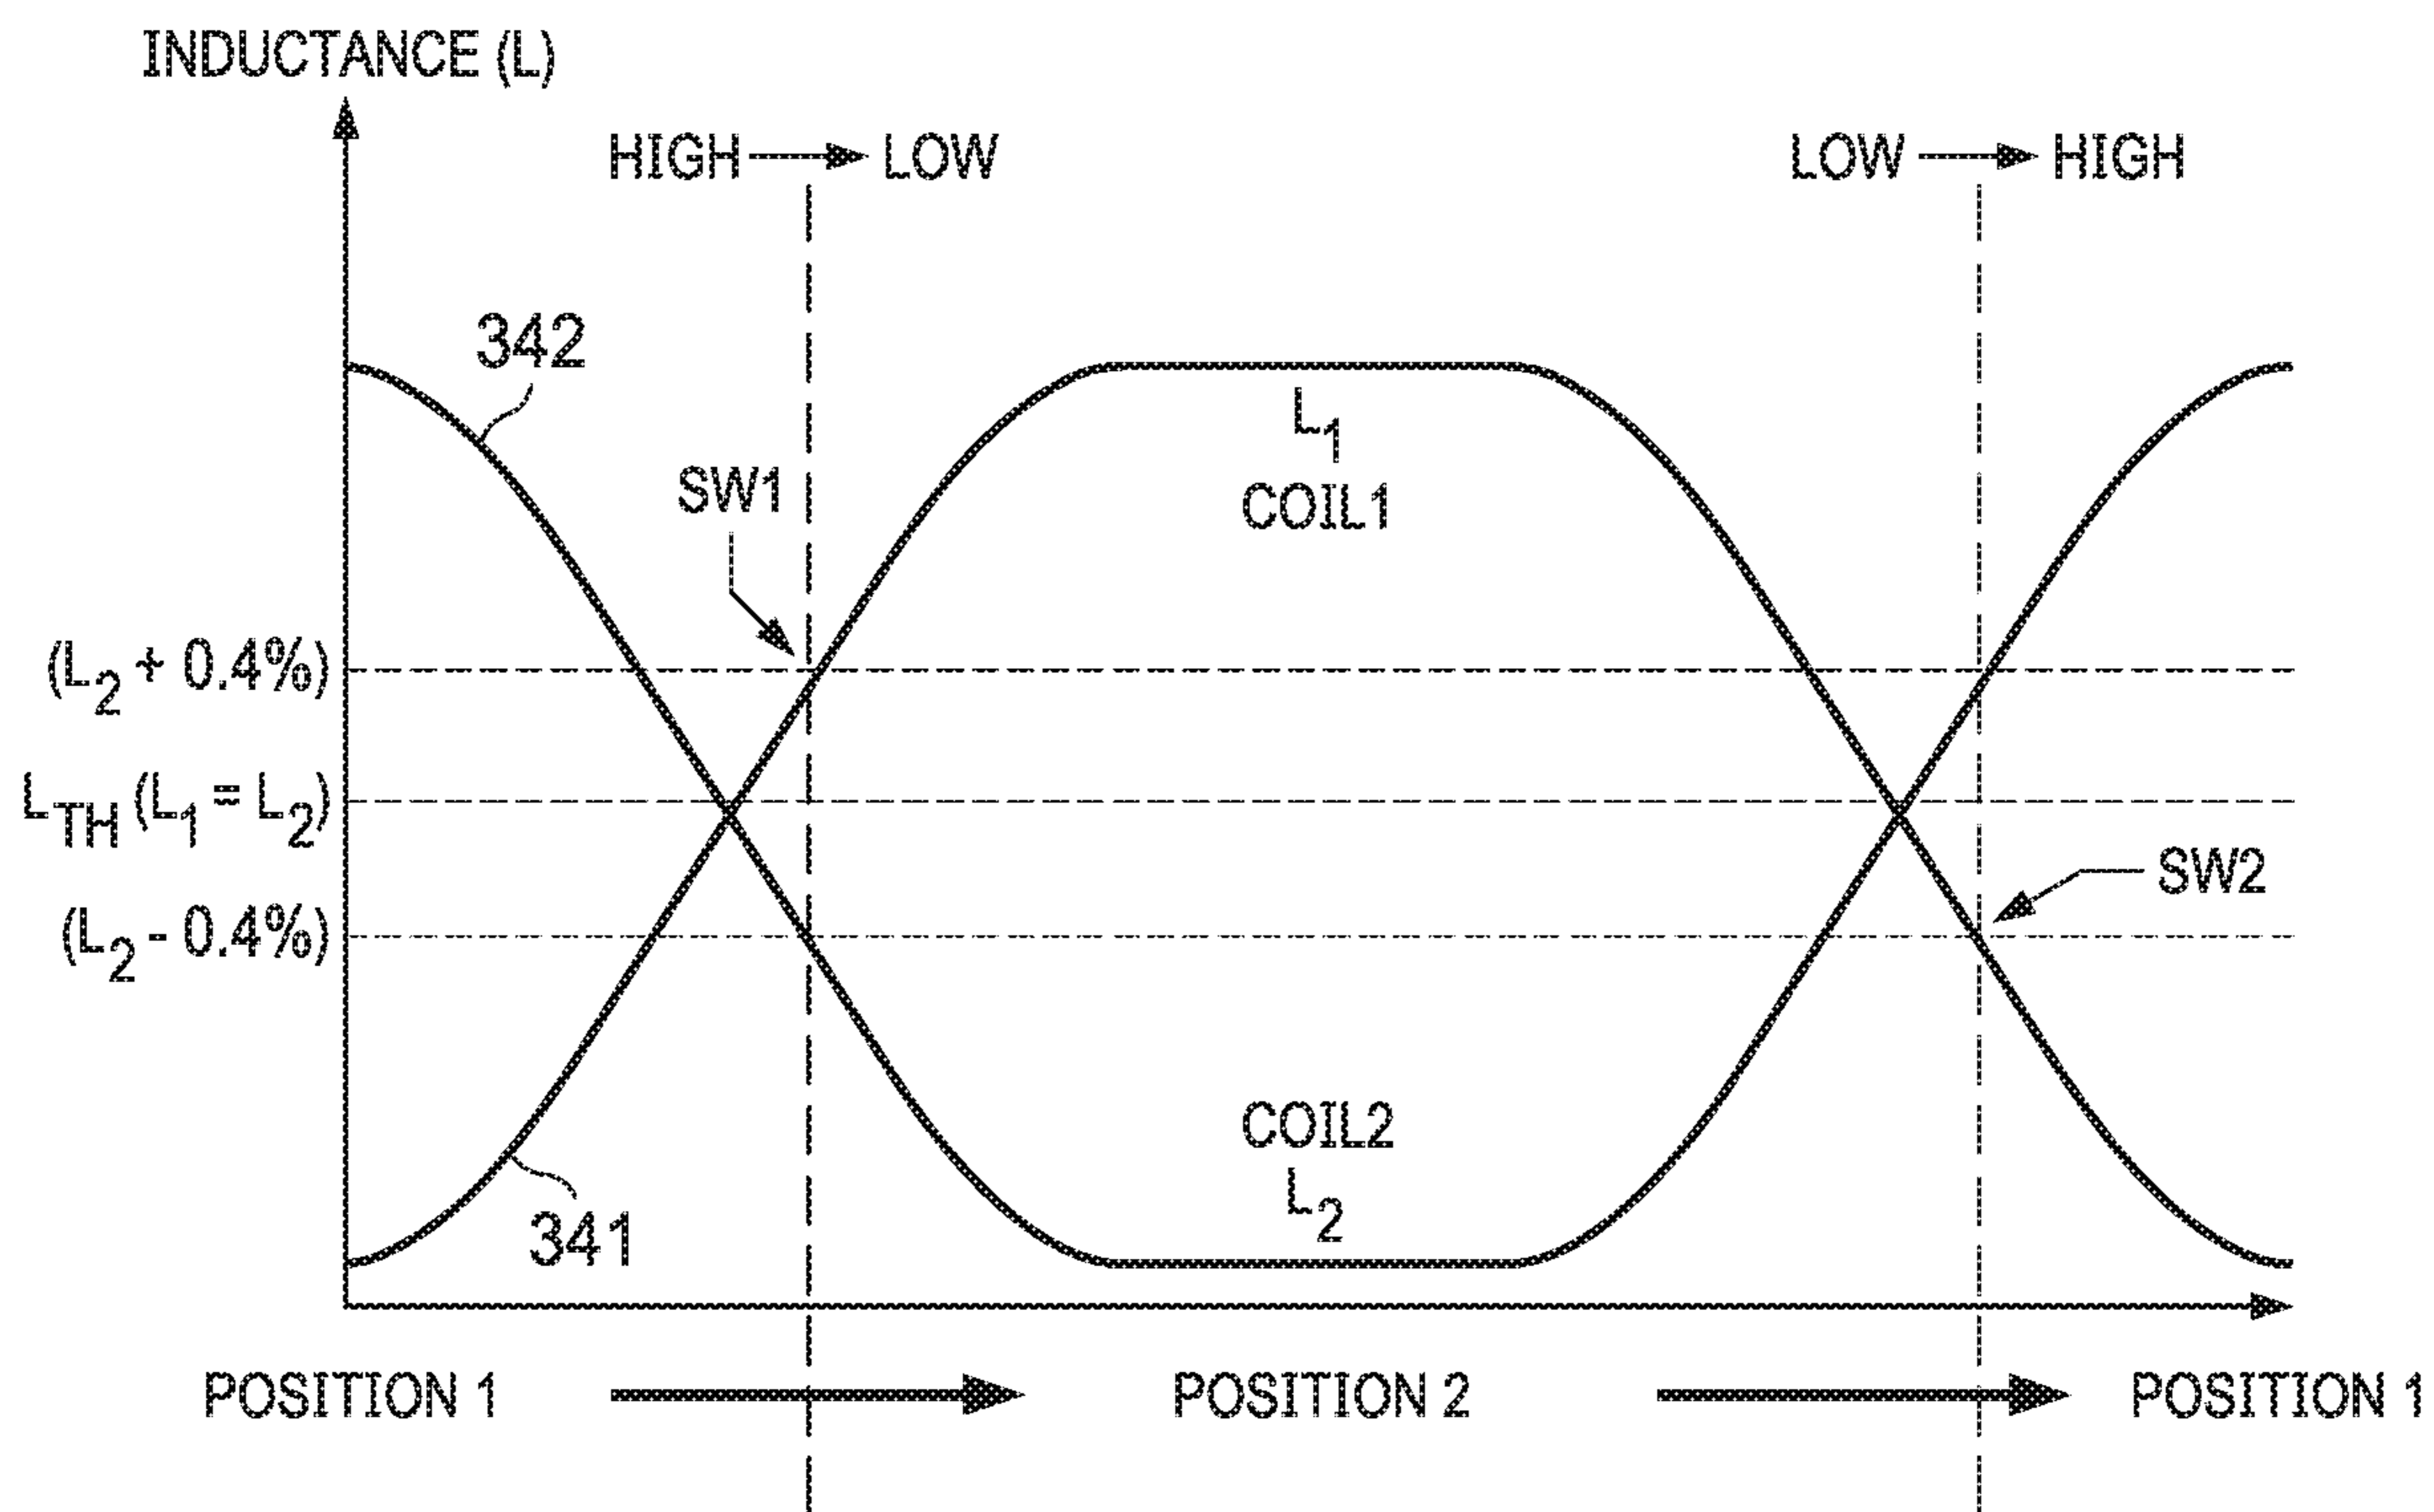 INDUCTANCE (L)
HIGH → LOW
LOW → HIGH
342
L1
COIL1
SW1
(L2 + 0.4%)
LTH (L1 = L2)
SW2
(L2 - 0.4%)
COIL2
L2
341
POSITION 1
POSITION 2
POSITION 1